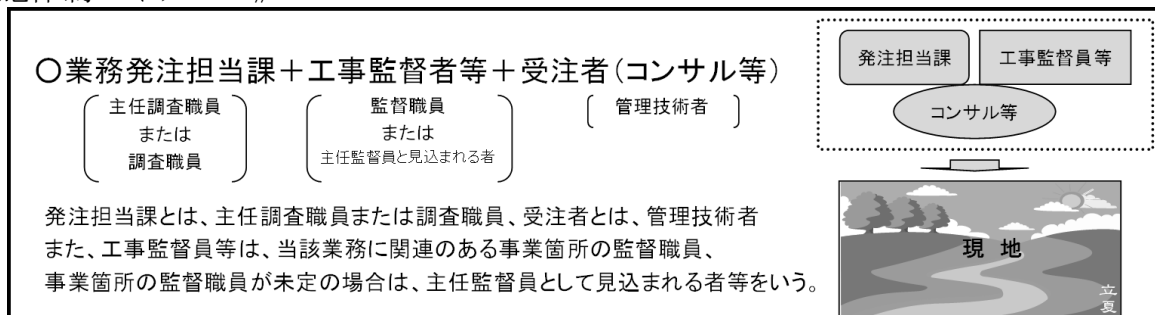 〇業務発注担当課+工事監督者等+受注者(コンサル等)
主任調査職員
または
調査職員
監督職員
または
主任監督員と見込まれる者
管理技術者
発注担当課とは、主任調査職員または調査職員、受注者とは、管理技術者
また、工事監督員等は、当該業務に関連のある事業箇所の監督職員、
事業箇所の監督職員が未定の場合は、主任監督員として見込まれる者等をいう。
発注担当課
工事監督員等
コンサル等
現 地
立夏